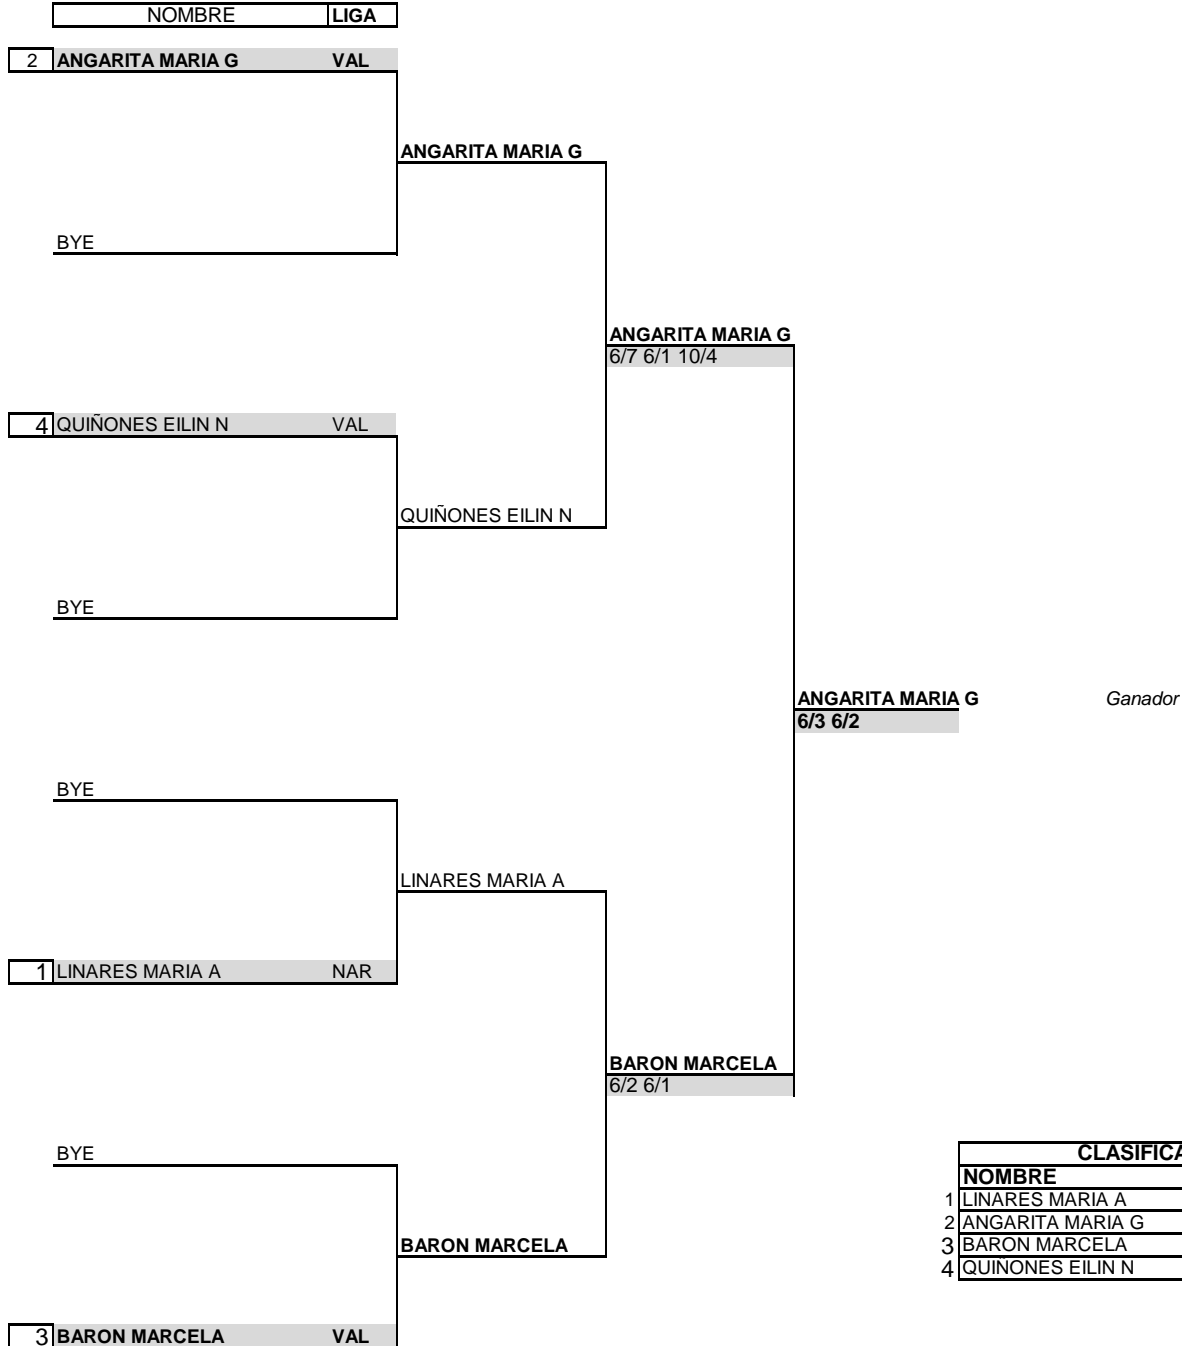 NOMBRE LIGA
2 ANGARITA MARIA G VAL
ANGARITA MARIA G
BYE
ANGARITA MARIA G
6/7 6/1 10/4
4 QUIÑONES EILIN N VAL
QUIÑONES EILIN N
BYE
ANGARITA MARIA G Ganador
6/3 6/2
BYE
LINARES MARIA A
1 LINARES MARIA A NAR
BARON MARCELA
6/2 6/1
BYE
CLASIFICA
NOMBRE
1 LINARES MARIA A
2 ANGARITA MARIA G
3 BARON MARCELA
4 QUIÑONES EILIN N
BARON MARCELA
3 BARON MARCELA VAL